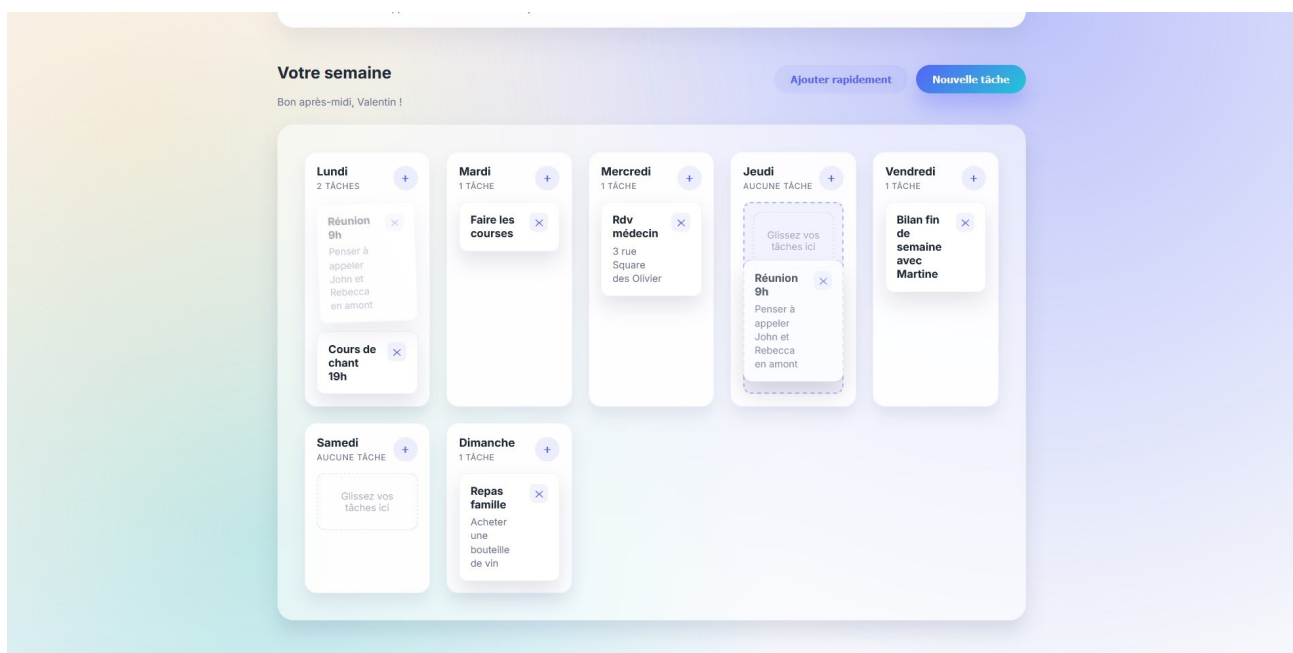 Votre semaine
Bon après-midi, Valentin !
Ajouter rapidement
Nouvelle tâche
Lundi
2 TÂCHES
+
Réunion
9h
×
Penser à
appeler
John et
Rebecca
en amont
Cours de
chant
19h
×
Mardi
1 TÂCHE
+
Faire les
courses
×
Mercredi
1 TÂCHE
+
Rdv
médecin
×
3 rue
Square
des Olivier
Jeudi
AUCUNE TÂCHE
+
Glissez vos
tâches ici
Réunion
9h
×
Penser à
appeler
John et
Rebecca
en amont
Vendredi
1 TÂCHE
+
Bilan fin
de
semaine
avec
Martine
×
Samedi
AUCUNE TÂCHE
+
Glissez vos
tâches ici
Dimanche
1 TÂCHE
+
Repas
famille
×
Acheter
une
bouteille
de vin